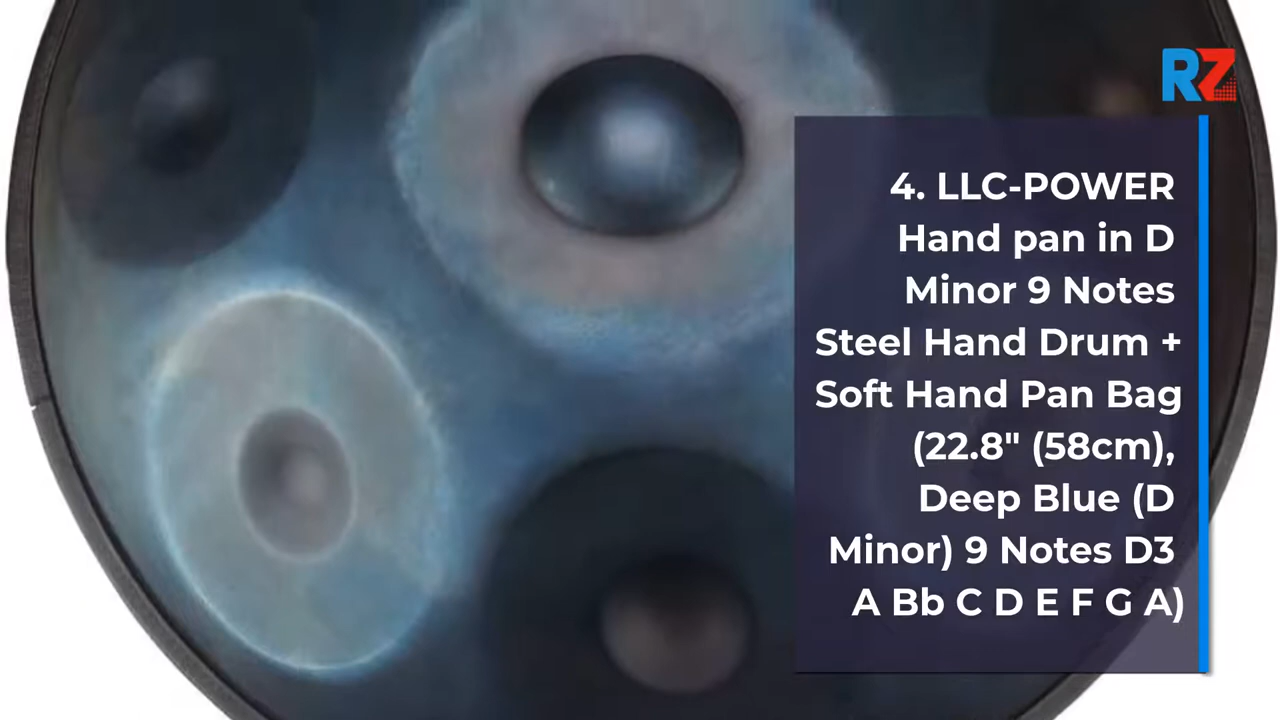 RZ
4. LLC-POWER
Hand pan in D
Minor 9 Notes
Steel Hand Drum +
Soft Hand Pan Bag
(22.8" (58cm),
Deep Blue (D
Minor) 9 Notes D3
A Bb C D E F G A)